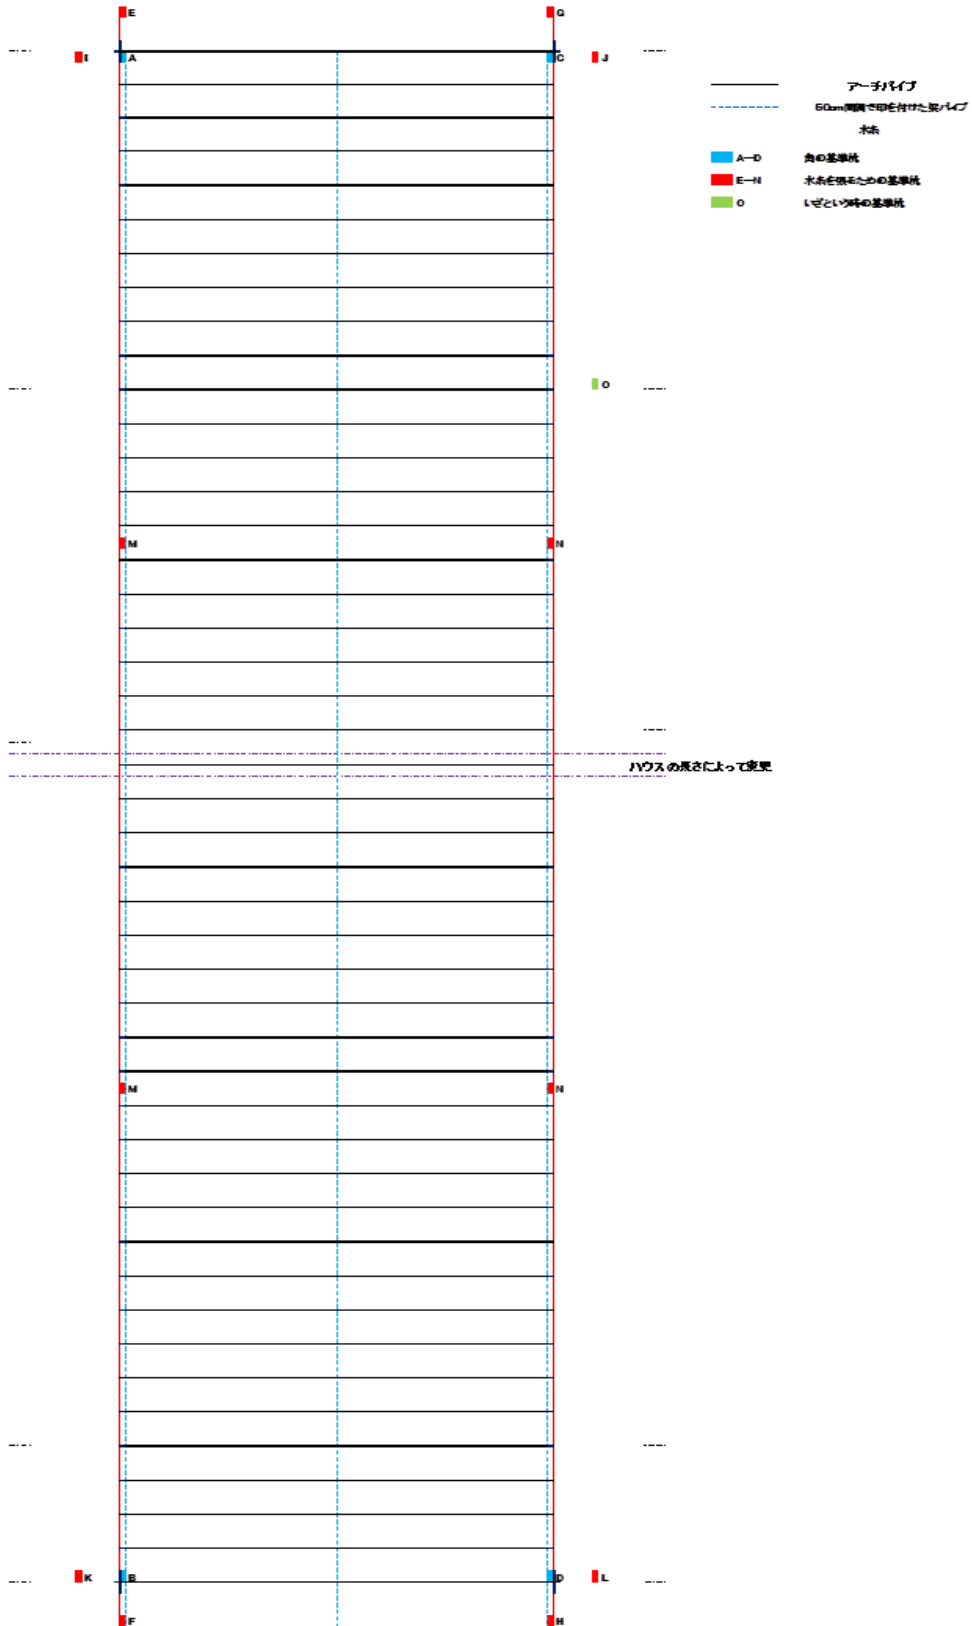 E
G
I
A
C
J
アーチパイプ
50cm間隔で印を付けた梁パイプ
水糸
A—D 角の基準杭
E—N 水糸を張るための基準杭
O いざという時の基準杭
O
M
N
ハウスの長さによって変更
M
N
K
B
D
L
F
H